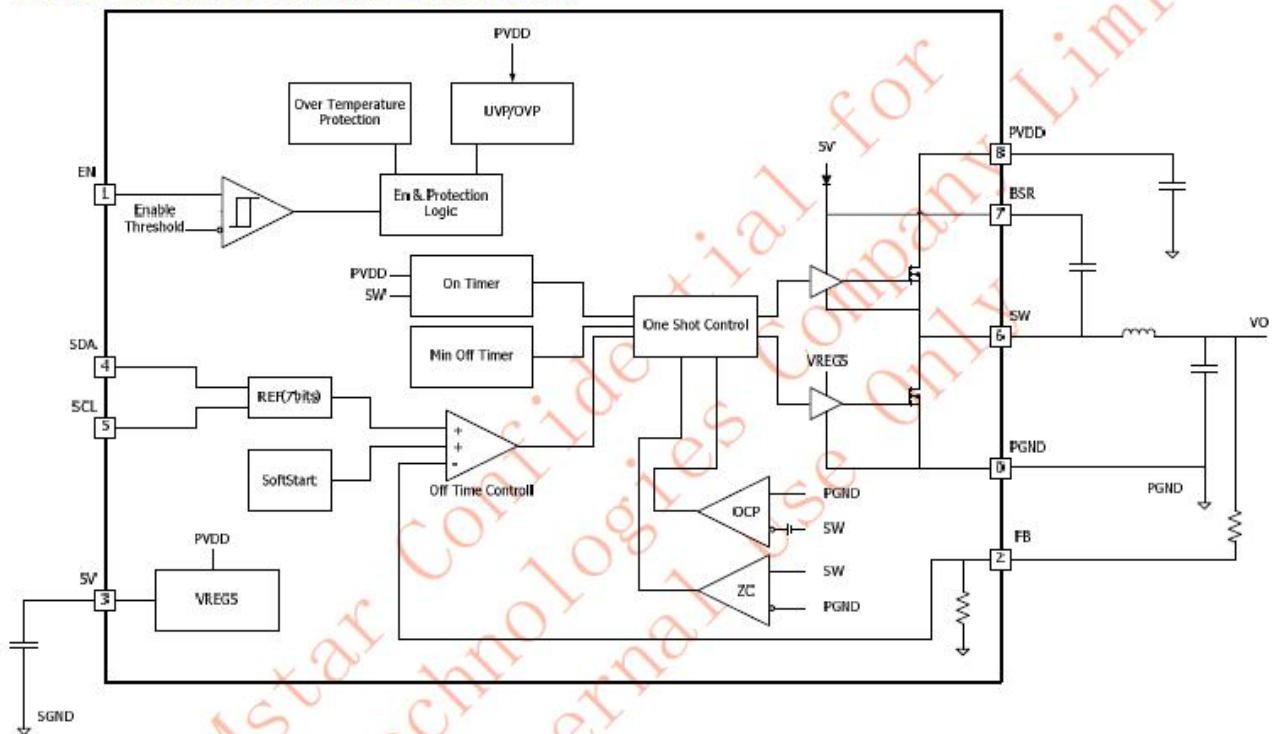 PVDD
Over Temperature
Protection
UVP/OVP
EN
1
Enable
Threshold
En & Protection
Logic
5V
PVDD
8
BSR
7
PVDD
SW
On Timer
One Shot Control
Min Off Timer
SW
6
VO
VREG5
SDA
4
SCL
5
REF(7bits)
+
+
-
SoftStart
Off Time Controll
PGND
0
PGND
OCP
PGND
SW
FB
2
ZC
SW
PGND
PVDD
5V
3
VREG5
SGND
Mstar Confidential for
Technologies Company Limi
ernal Use Only